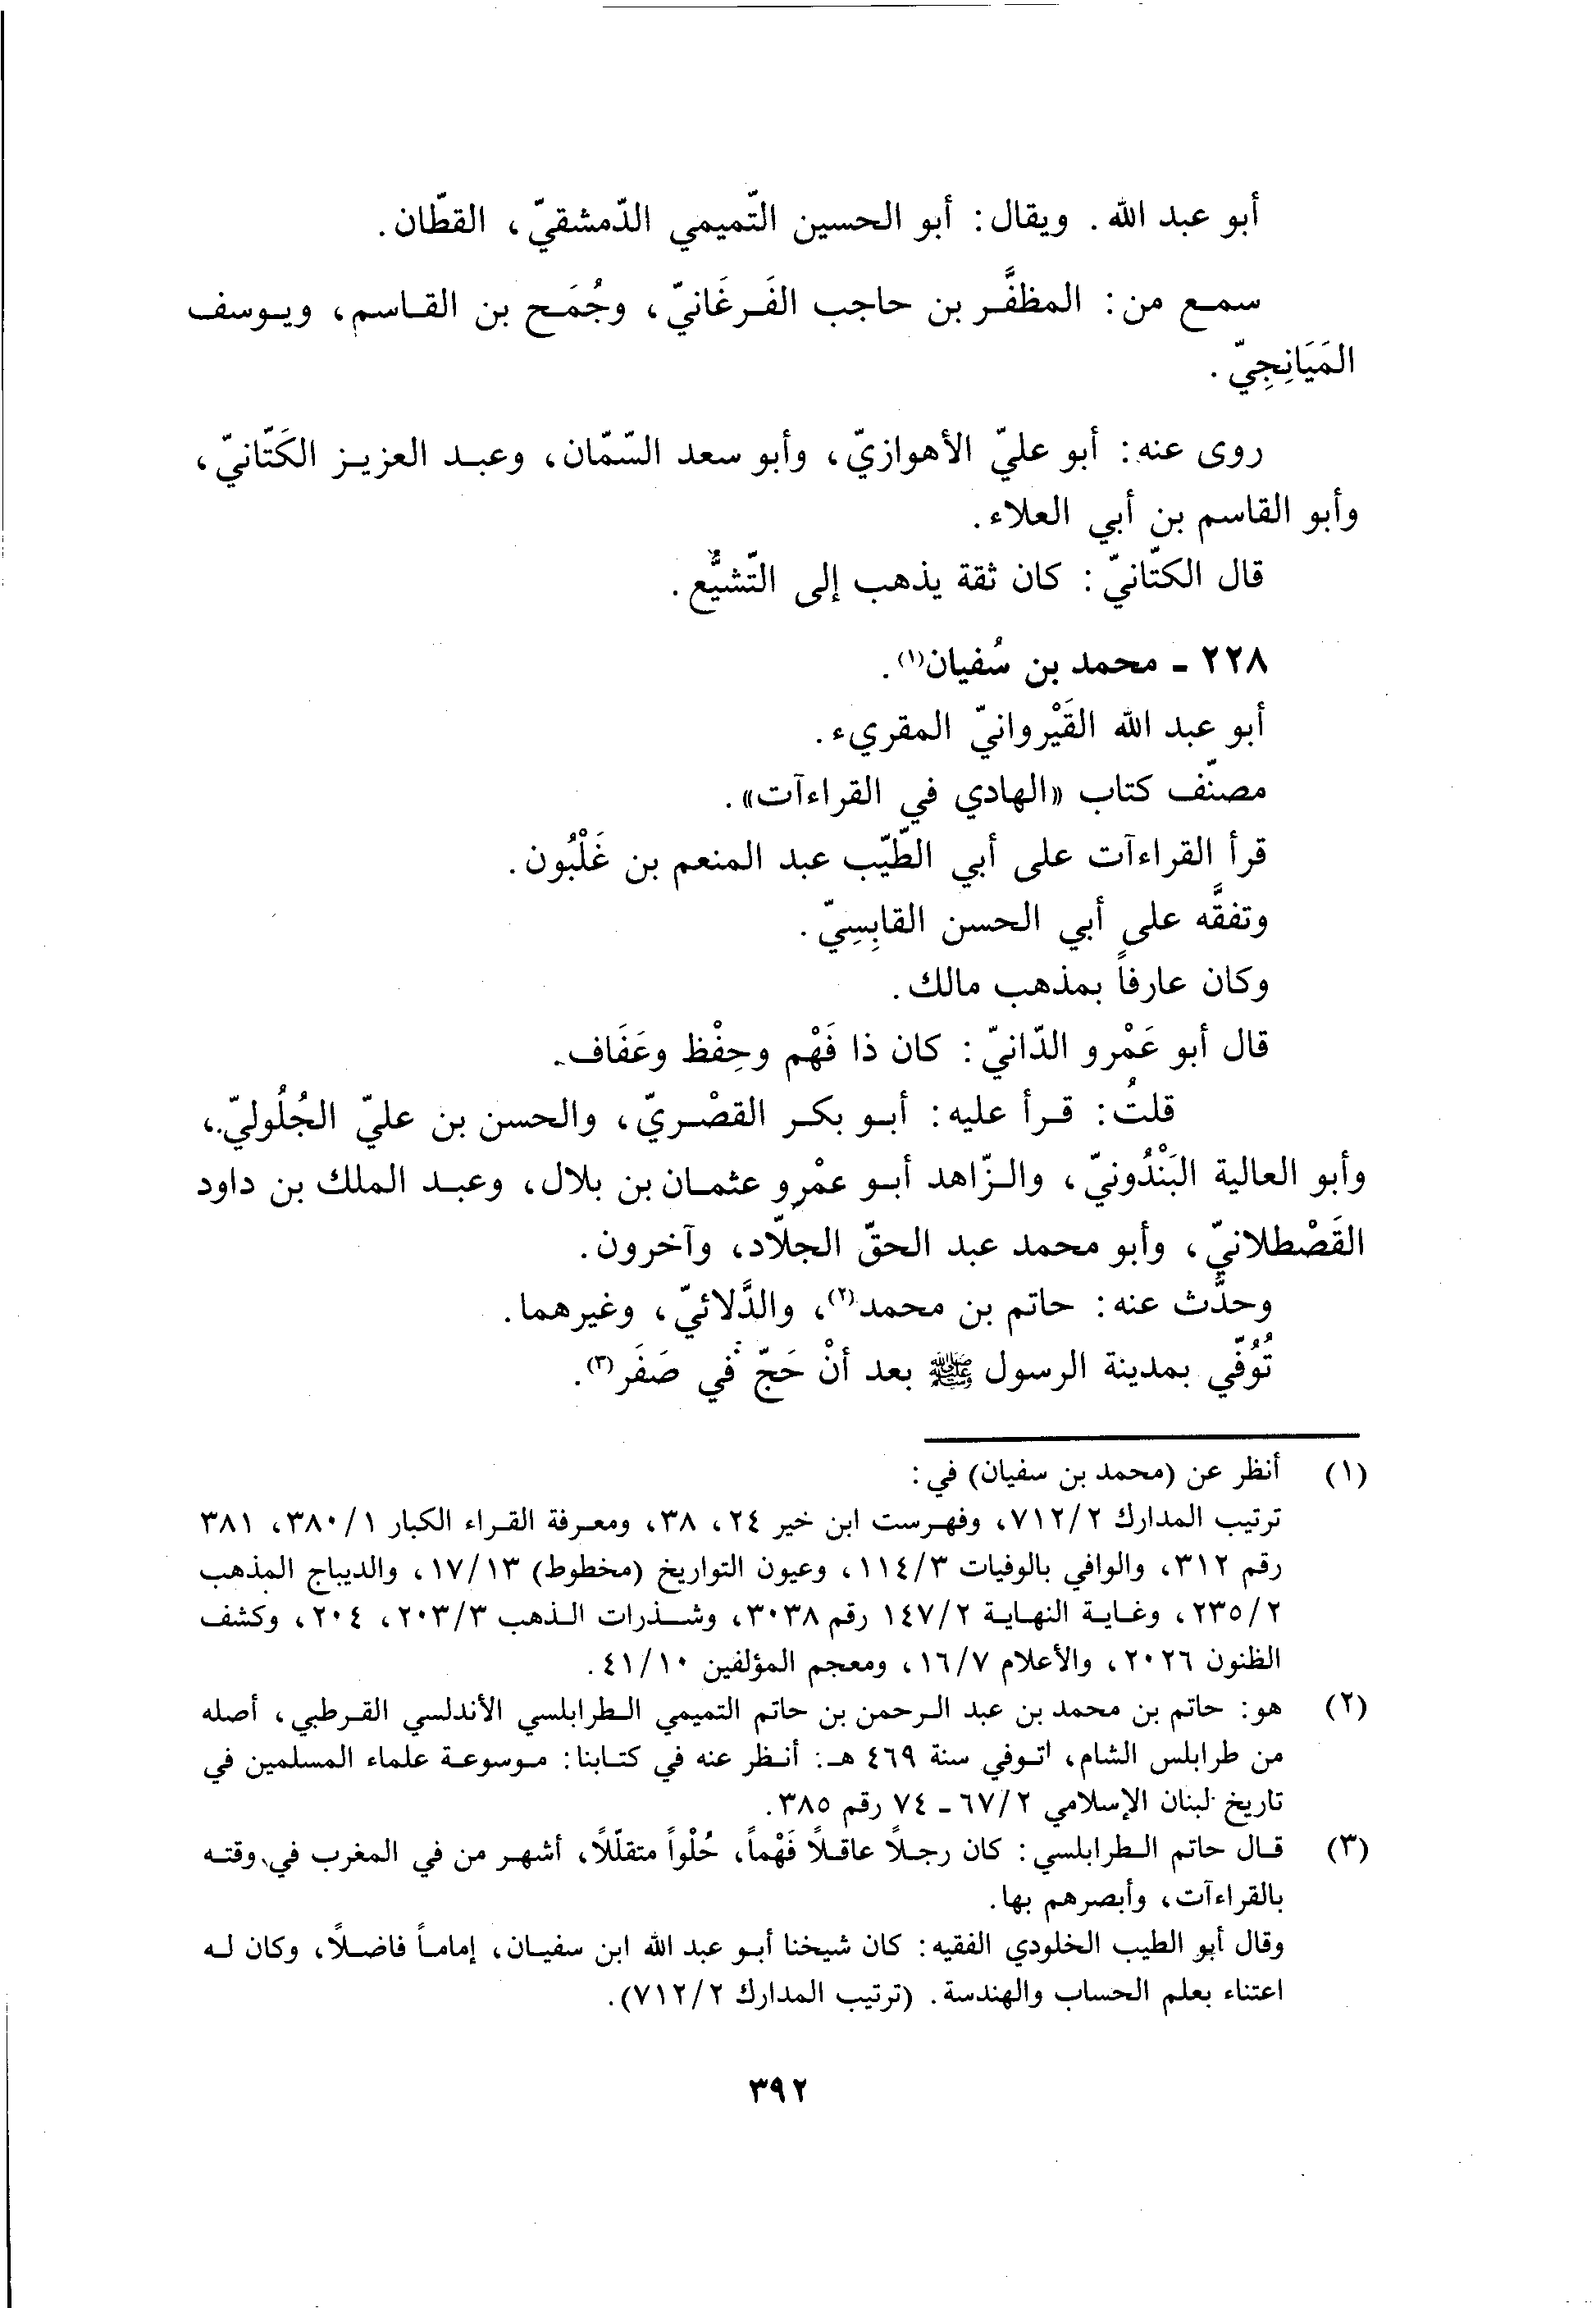 أبو عبد الله. ويقال: أبو الحسين التّميمي الدّمشقيّ، القطّان.
سمع من: المظفَّر بن حاجب الفَرغَانيّ، وجُمَح بن القاسم، ويوسف
المَيَانِجِيّ.
روى عنه: أبو عليّ الأهوازيّ، وأبو سعد السّمّان، وعبد العزيز الكَتّانيّ،
وأبو القاسم بن أبي العلاء.
قال الكتّانيّ: كان ثقة يذهب إلى التّشيُّع.
٢٢٨ - محمد بن سُفيان(١).
أبو عبد الله القَيْروانيّ المقريء.
مصنّف كتاب «الهادي في القراءآت».
قرأ القراءآت على أبي الطّيّب عبد المنعم بن غَلْبُون.
وتفقَّه على أبي الحسن القابِسِيّ.
وكان عارفاً بمذهب مالك.
قال أبو عَمْرو الدّانيّ: كان ذا فَهْم وحِفْظ وعَفَاف.
قلتُ: قرأ عليه: أبو بكر القصْريّ، والحسن بن عليّ الجُلُوليّ،
وأبو العالية البَنْدُونيّ، والزّاهد أبو عمْرو عثمان بن بلال، وعبد الملك بن داود
القَصْطلانيّ، وأبو محمد عبد الحقّ الجلّاد، وآخرون.
وحدَّث عنه: حاتم بن محمد(٢)، والدَّلائيّ، وغيرهما.
تُوُفّي بمدينة الرسول ﷺ بعد أنْ حَجّ في صَفَر(٣).
(١) أنظر عن (محمد بن سفيان) في:
ترتيب المدارك ٧١٢/٢، وفهرست ابن خير ٢٤، ٣٨، ومعرفة القراء الكبار ٣٨٠/١، ٣٨١
رقم ٣١٢، والوافي بالوفيات ١١٤/٣، وعيون التواريخ (مخطوط) ١٧/١٣، والديباج المذهب
٢٣٥/٢، وغاية النهاية ١٤٧/٢ رقم ٣٠٣٨، وشذرات الذهب ٢٠٣/٣، ٢٠٤، وكشف
الظنون ٢٠٢٦، والأعلام ١٦/٧، ومعجم المؤلفين ٤١/١٠.
(٢) هو: حاتم بن محمد بن عبد الرحمن بن حاتم التميمي الطرابلسي الأندلسي القرطبي، أصله
من طرابلس الشام، توفي سنة ٤٦٩ هـ: أنظر عنه في كتابنا: موسوعة علماء المسلمين في
تاريخ لبنان الإسلامي ٦٧/٢ - ٧٤ رقم ٣٨٥.
(٣) قال حاتم الطرابلسي: كان رجلاً عاقلاً فَهْماً، حُلْواً متقلّلاً، أشهر من في المغرب في وقته
بالقراءآت، وأبصرهم بها.
وقال أبو الطيب الخلودي الفقيه: كان شيخنا أبو عبد الله ابن سفيان، إماماً فاضلاً، وكان له
اعتناء بعلم الحساب والهندسة. (ترتيب المدارك ٧١٢/٢).
٣٩٢